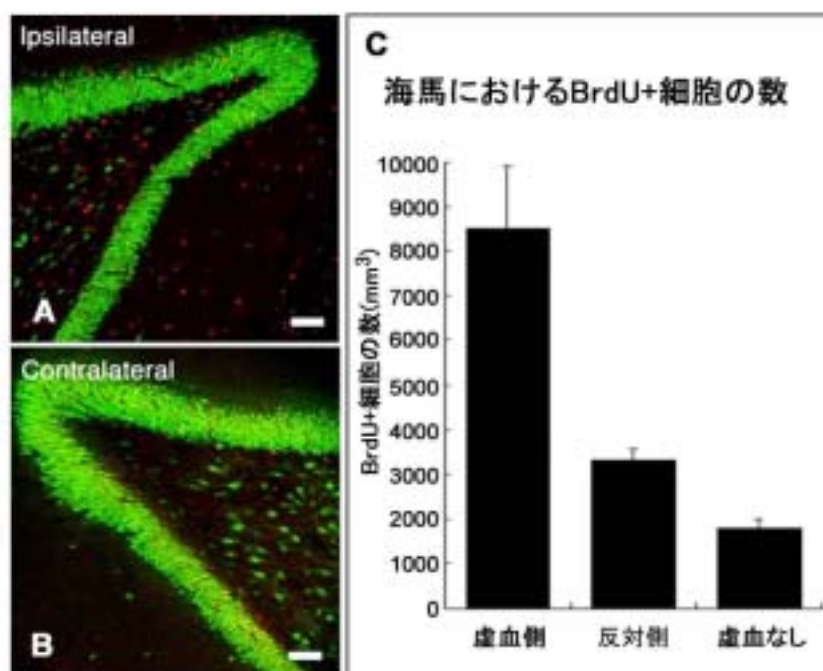 Ipsilateral
A
Contralateral
B
C
海馬におけるBrdU+細胞の数
BrdU+細胞の数(mm³)
10000
9000
8000
7000
6000
5000
4000
3000
2000
1000
0
虚血側
反対側
虚血なし